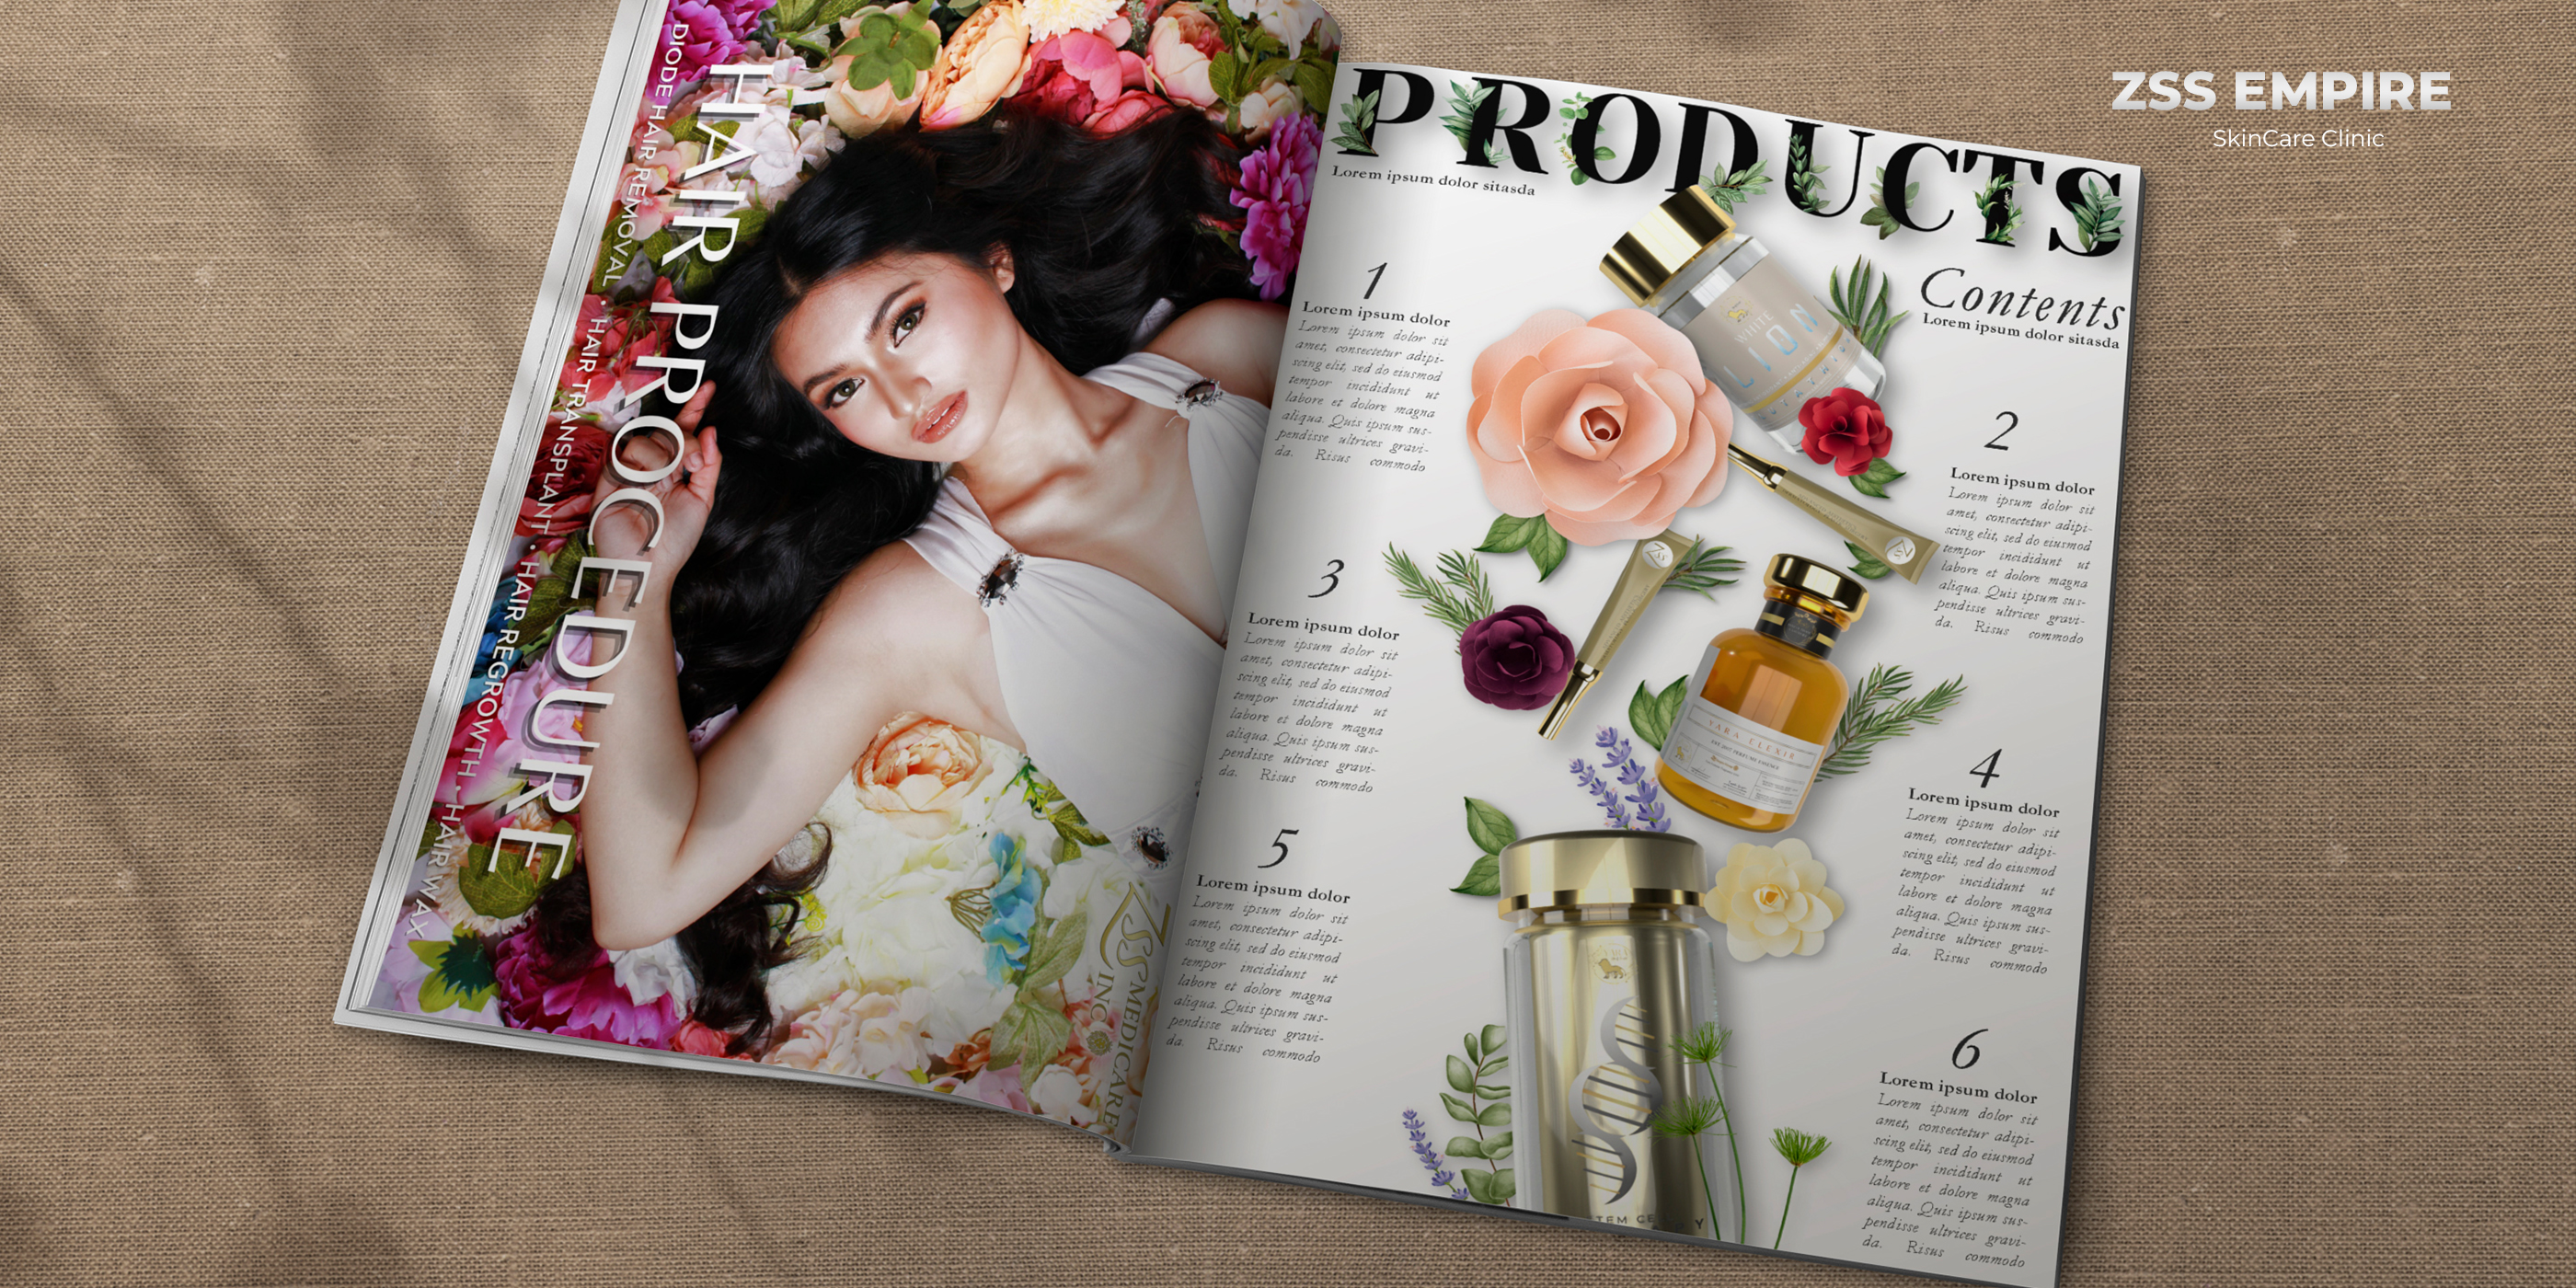 ZSS EMPIRE
SkinCare Clinic
HAIR PROCEDURE
DIODE HAIR REMOVAL • HAIR TRANSPLANT • HAIR REGROWTH • HAIR WAX
ZSS MEDICARE
INC
PRODUCTS
Lorem ipsum dolor sitasda
Contents
Lorem ipsum dolor sitasda
1
Lorem ipsum dolor
Lorem ipsum dolor sit
amet, consectetur adipi-
scing elit, sed do eiusmod
tempor incididunt ut
labore et dolore magna
aliqua. Quis ipsum sus-
pendisse ultrices gravi-
da. Risus commodo
2
Lorem ipsum dolor
Lorem ipsum dolor sit
amet, consectetur adipi-
scing elit, sed do eiusmod
tempor incididunt ut
labore et dolore magna
aliqua. Quis ipsum sus-
pendisse ultrices gravi-
da. Risus commodo
3
Lorem ipsum dolor
Lorem ipsum dolor sit
amet, consectetur adipi-
scing elit, sed do eiusmod
tempor incididunt ut
labore et dolore magna
aliqua. Quis ipsum sus-
pendisse ultrices gravi-
da. Risus commodo
4
Lorem ipsum dolor
Lorem ipsum dolor sit
amet, consectetur adipi-
scing elit, sed do eiusmod
tempor incididunt ut
labore et dolore magna
aliqua. Quis ipsum sus-
pendisse ultrices gravi-
da. Risus commodo
5
Lorem ipsum dolor
Lorem ipsum dolor sit
amet, consectetur adipi-
scing elit, sed do eiusmod
tempor incididunt ut
labore et dolore magna
aliqua. Quis ipsum sus-
pendisse ultrices gravi-
da. Risus commodo
6
Lorem ipsum dolor
Lorem ipsum dolor sit
amet, consectetur adipi-
scing elit, sed do eiusmod
tempor incididunt ut
labore et dolore magna
aliqua. Quis ipsum sus-
pendisse ultrices gravi-
da. Risus commodo
WHITE
LION
Zss
Zss
YARA ELEXIR